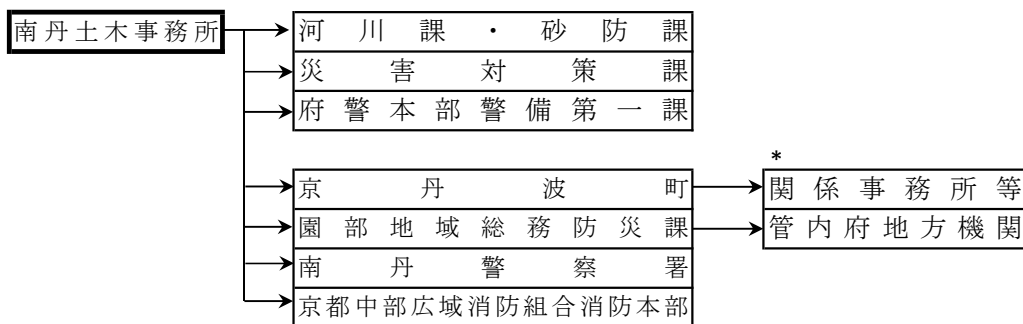 南丹土木事務所
河川課・砂防課
災害対策課
府警本部警備第一課
*
京丹波町
関係事務所等
園部地域総務防災課
管内府地方機関
南丹警察署
京都中部広域消防組合消防本部